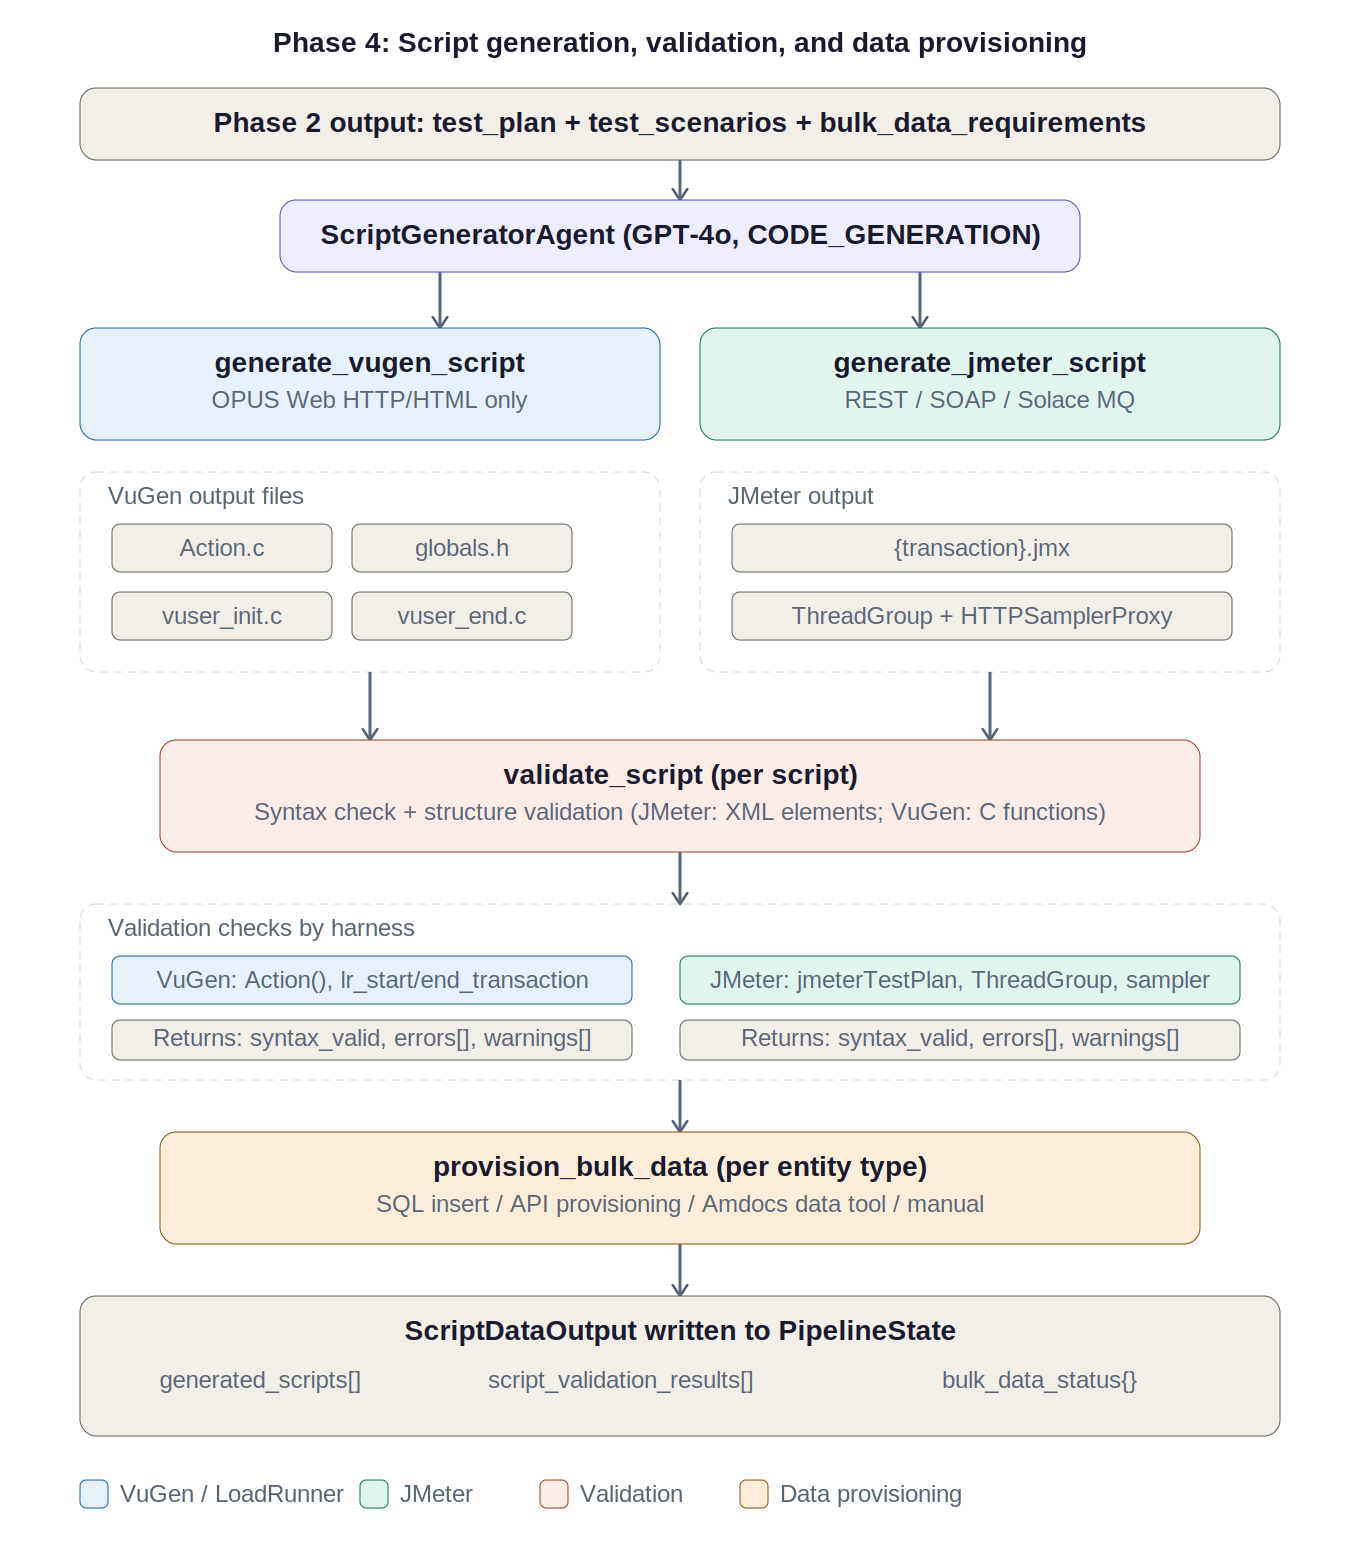 Phase 4: Script generation, validation, and data provisioning
Phase 2 output: test_plan + test_scenarios + bulk_data_requirements
ScriptGeneratorAgent (GPT-4o, CODE_GENERATION)
generate_vugen_script
OPUS Web HTTP/HTML only
generate_jmeter_script
REST / SOAP / Solace MQ
VuGen output files
Action.c
globals.h
vuser_init.c
vuser_end.c
JMeter output
{transaction}.jmx
ThreadGroup + HTTPSamplerProxy
validate_script (per script)
Syntax check + structure validation (JMeter: XML elements; VuGen: C functions)
Validation checks by harness
VuGen: Action(), lr_start/end_transaction
JMeter: jmeterTestPlan, ThreadGroup, sampler
Returns: syntax_valid, errors[], warnings[]
Returns: syntax_valid, errors[], warnings[]
provision_bulk_data (per entity type)
SQL insert / API provisioning / Amdocs data tool / manual
ScriptDataOutput written to PipelineState
generated_scripts[]
script_validation_results[]
bulk_data_status{}
VuGen / LoadRunner
JMeter
Validation
Data provisioning